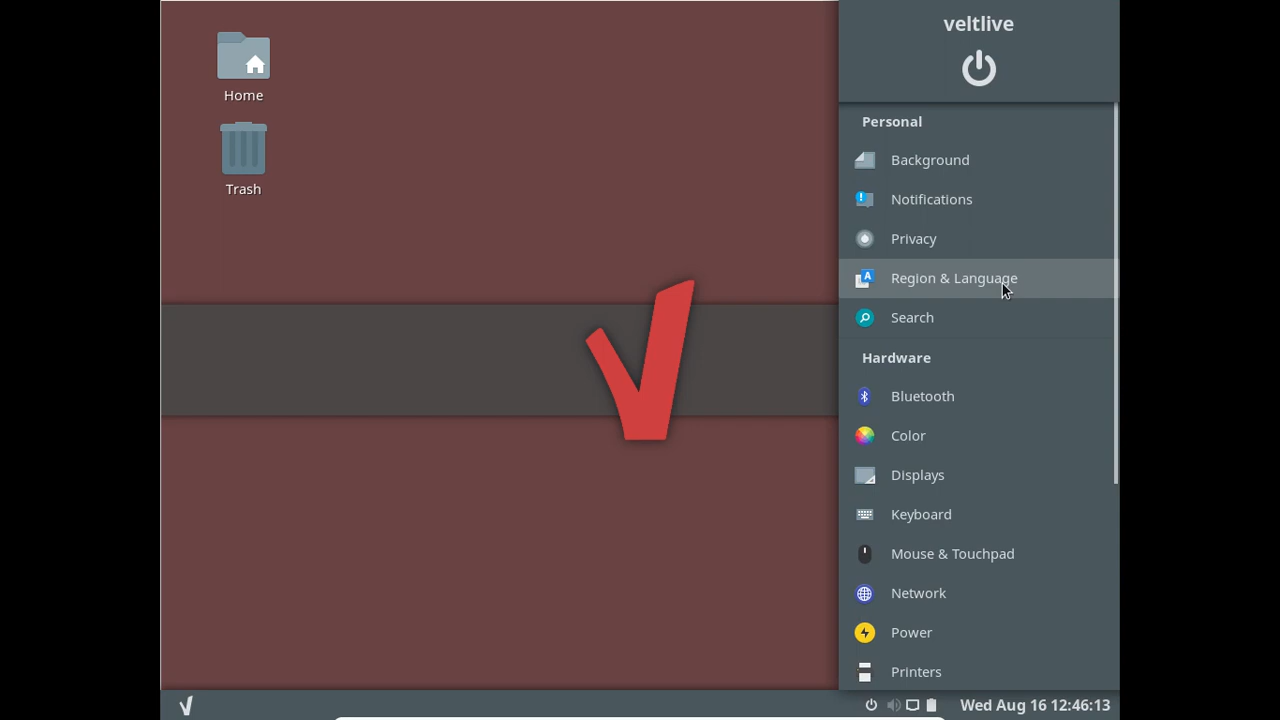 Home
Trash
veltlive
Personal
Background
Notifications
Privacy
Region & Language
Search
Hardware
Bluetooth
Color
Displays
Keyboard
Mouse & Touchpad
Network
Power
Printers
Wed Aug 16 12:46:13